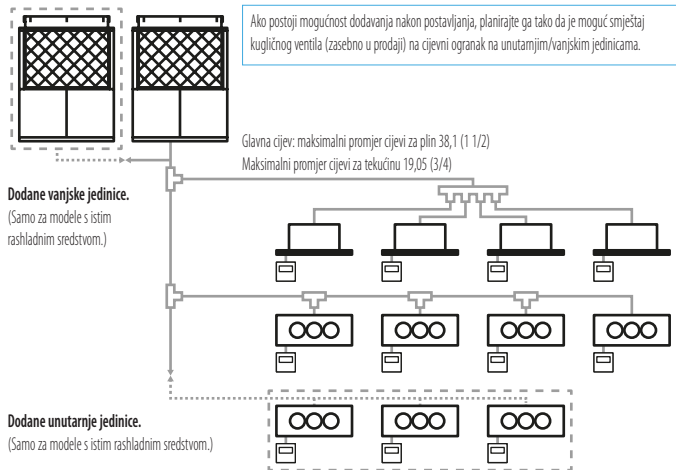 Ako postoji mogućnost dodavanja nakon postavljanja, planirajte ga tako da je moguć smještaj
kugličnog ventila (zasebno u prodaji) na cijevni ogranak na unutarnjim/vanjskim jedinicama.
Glavna cijev: maksimalni promjer cijevi za plin 38,1 (1 1/2)
Maksimalni promjer cijevi za tekućinu 19,05 (3/4)
Dodane vanjske jedinice.
(Samo za modele s istim
rashladnim sredstvom.)
Dodane unutarnje jedinice.
(Samo za modele s istim rashladnim sredstvom.)